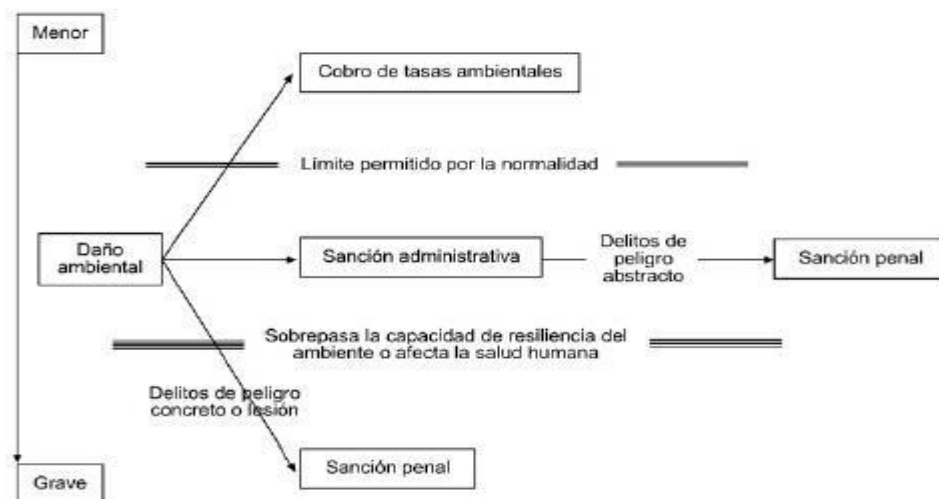 Menor
Cobro de tasas ambientales
Límite permitido por la normalidad
Daño
ambiental
Sanción administrativa
Delitos de
peligro
abstracto
Sanción penal
Sobrepasa la capacidad de resiliencia del
ambiente o afecta la salud humana
Delitos de peligro
concreto o lesión
Sanción penal
Grave